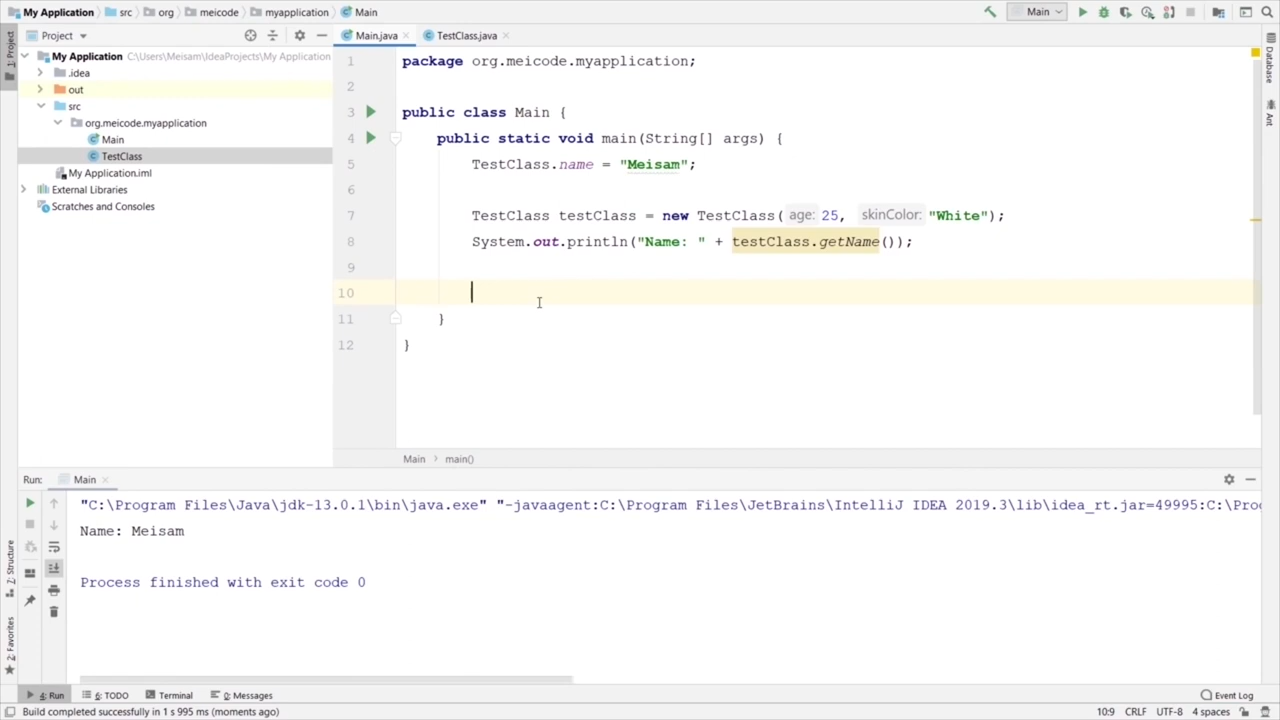 My Application src org meicode myapplication Main Main
1: Project
Project
Main.java TestClass.java
Database
Ant
My Application C:\Users\Meisam\IdeaProjects\My Application
.idea
out
src
org.meicode.myapplication
Main
TestClass
My Application.iml
External Libraries
Scratches and Consoles
1 package org.meicode.myapplication;
2
3 public class Main {
4 public static void main(String[] args) {
5 TestClass.name = "Meisam";
6
7 TestClass testClass = new TestClass( age: 25, skinColor: "White");
8 System.out.println("Name: " + testClass.getName());
9
10
11 }
12 }
Main main()
Run: Main
"C:\Program Files\Java\jdk-13.0.1\bin\java.exe" "-javaagent:C:\Program Files\JetBrains\IntelliJ IDEA 2019.3\lib\idea_rt.jar=49995:C:\Pro
Name: Meisam
Process finished with exit code 0
Z: Structure
2: Favorites
4: Run 6: TODO Terminal 0: Messages Event Log
Build completed successfully in 1 s 995 ms (moments ago) 10:9 CRLF UTF-8 4 spaces